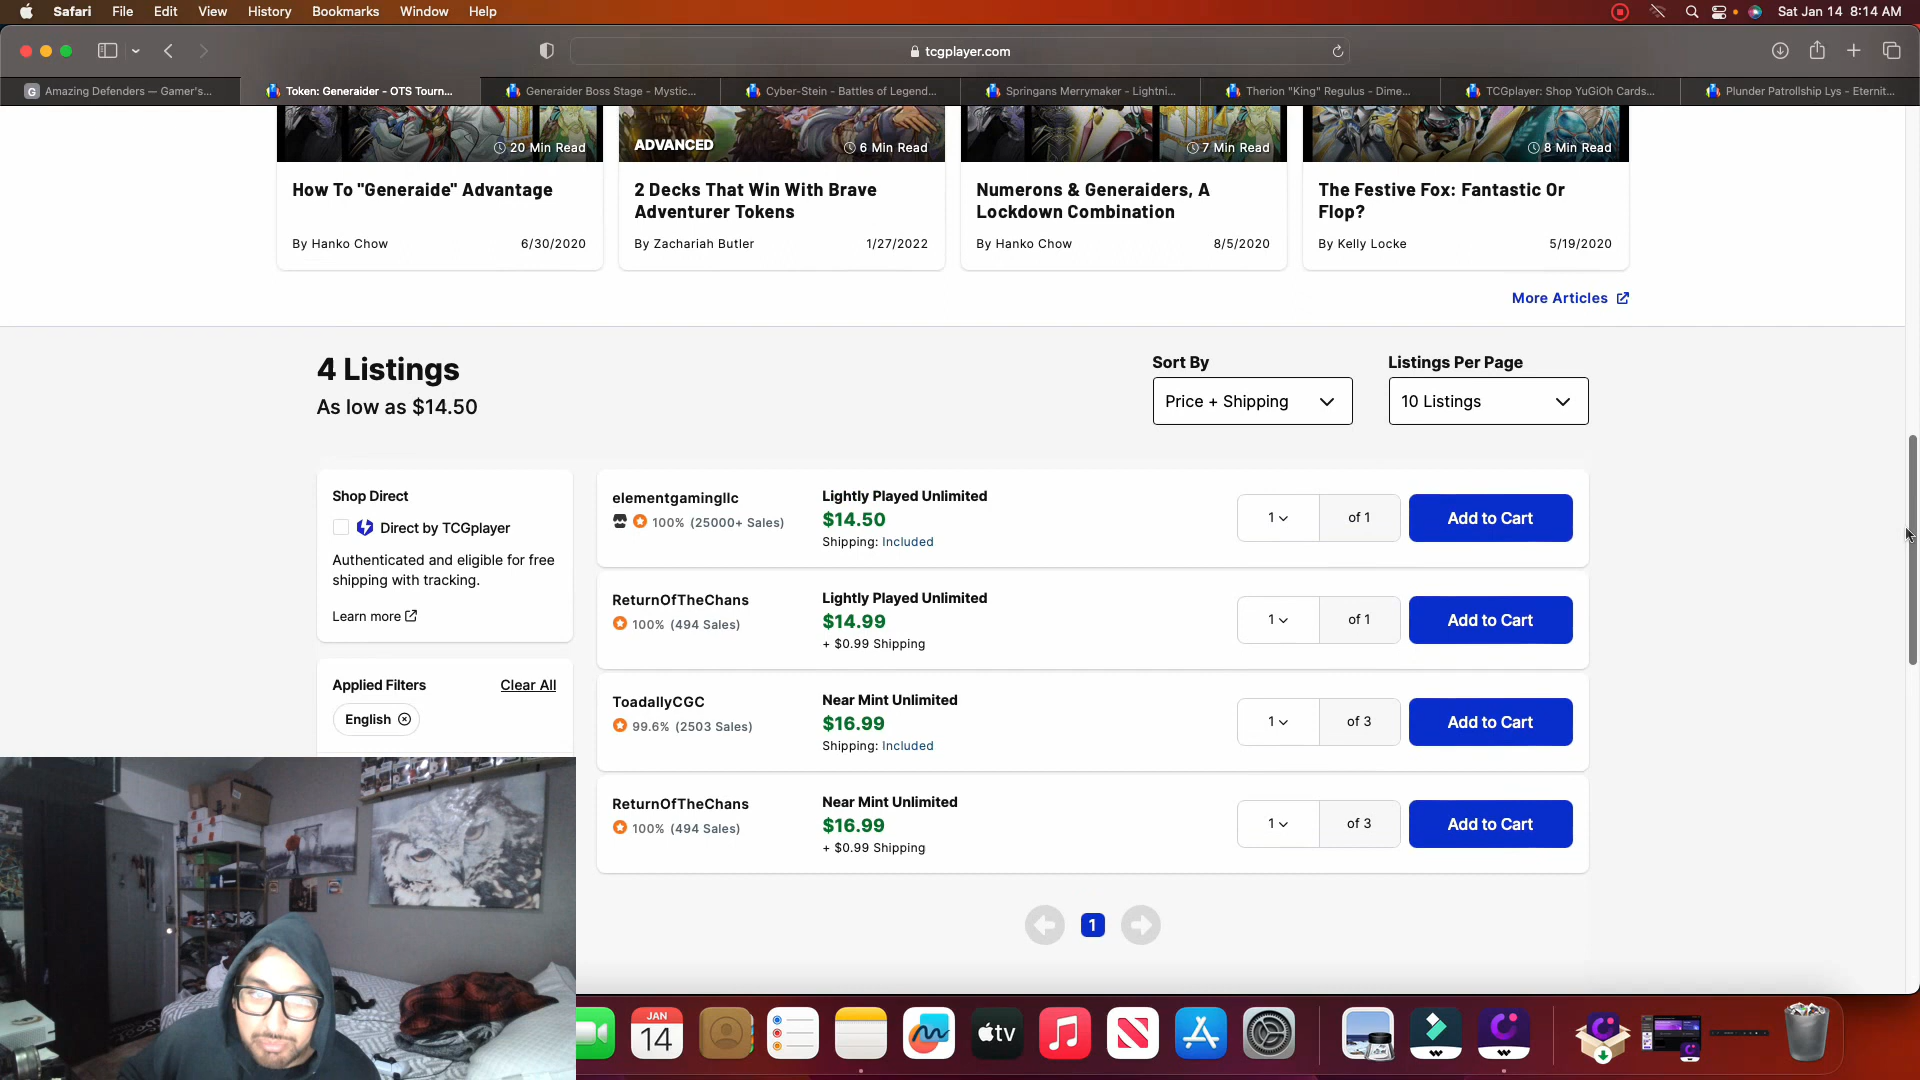 Safari File Edit View History Bookmarks Window Help
Sat Jan 14 8:14 AM
tcgplayer.com
G Amazing Defenders — Gamer's...
Token: Generaider - OTS Tourn...
Generaider Boss Stage - Mystic...
Cyber-Stein - Battles of Legend...
Springans Merrymaker - Lightni...
Therion "King" Regulus - Dime...
TCGplayer: Shop YuGiOh Cards...
Plunder Patrollship Lys - Eternit...
20 Min Read
How To "Generaide" Advantage
By Hanko Chow 6/30/2020
ADVANCED
6 Min Read
2 Decks That Win With Brave
Adventurer Tokens
By Zachariah Butler 1/27/2022
7 Min Read
Numerons & Generaiders, A
Lockdown Combination
By Hanko Chow 8/5/2020
8 Min Read
The Festive Fox: Fantastic Or
Flop?
By Kelly Locke 5/19/2020
More Articles
4 Listings
As low as $14.50
Sort By
Price + Shipping
Listings Per Page
10 Listings
Shop Direct
Direct by TCGplayer
Authenticated and eligible for free
shipping with tracking.
Learn more
Applied Filters Clear All
English
elementgamingllc
100% (25000+ Sales)
Lightly Played Unlimited
$14.50
Shipping: Included
1 of 1
Add to Cart
ReturnOfTheChans
100% (494 Sales)
Lightly Played Unlimited
$14.99
+ $0.99 Shipping
1 of 1
Add to Cart
ToadallyCGC
99.6% (2503 Sales)
Near Mint Unlimited
$16.99
Shipping: Included
1 of 3
Add to Cart
ReturnOfTheChans
100% (494 Sales)
Near Mint Unlimited
$16.99
+ $0.99 Shipping
1 of 3
Add to Cart
1
JAN
14
tv